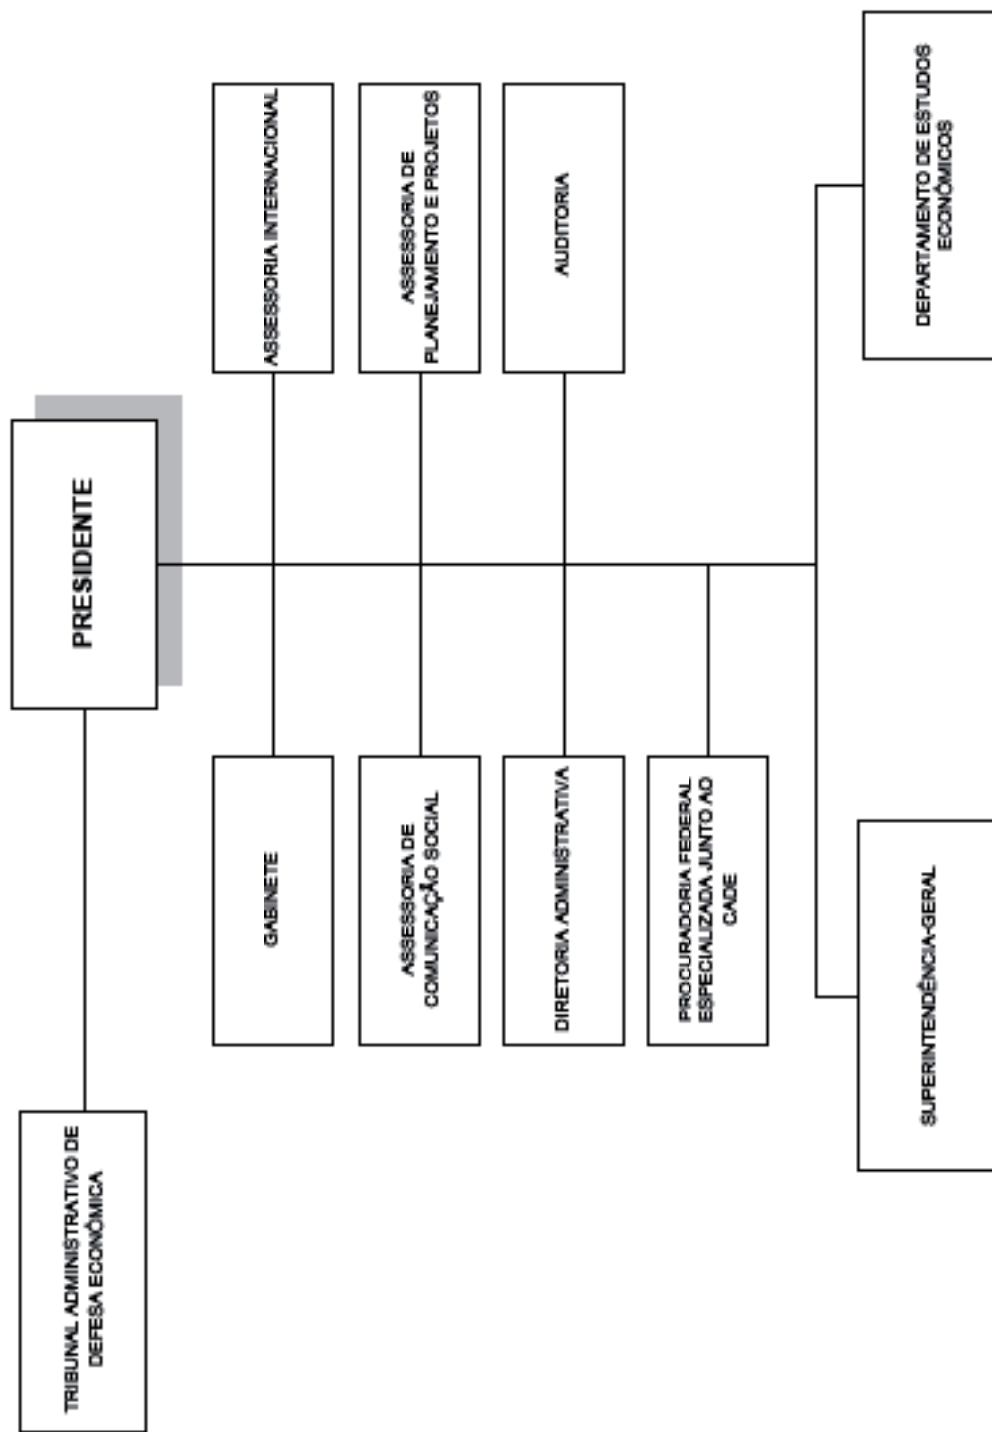 PRESIDENTE
TRIBUNAL ADMINISTRATIVO DE
DEFESA ECONÔMICA
GABINETE
ASSESSORIA INTERNACIONAL
ASSESSORIA DE
COMUNICAÇÃO SOCIAL
ASSESSORIA DE
PLANEJAMENTO E PROJETOS
DIRETORIA ADMINISTRATIVA
AUDITORIA
PROCURADORIA FEDERAL
ESPECIALIZADA JUNTO AO
CADE
SUPERINTENDÊNCIA-GERAL
DEPARTAMENTO DE ESTUDOS
ECONÔMICOS